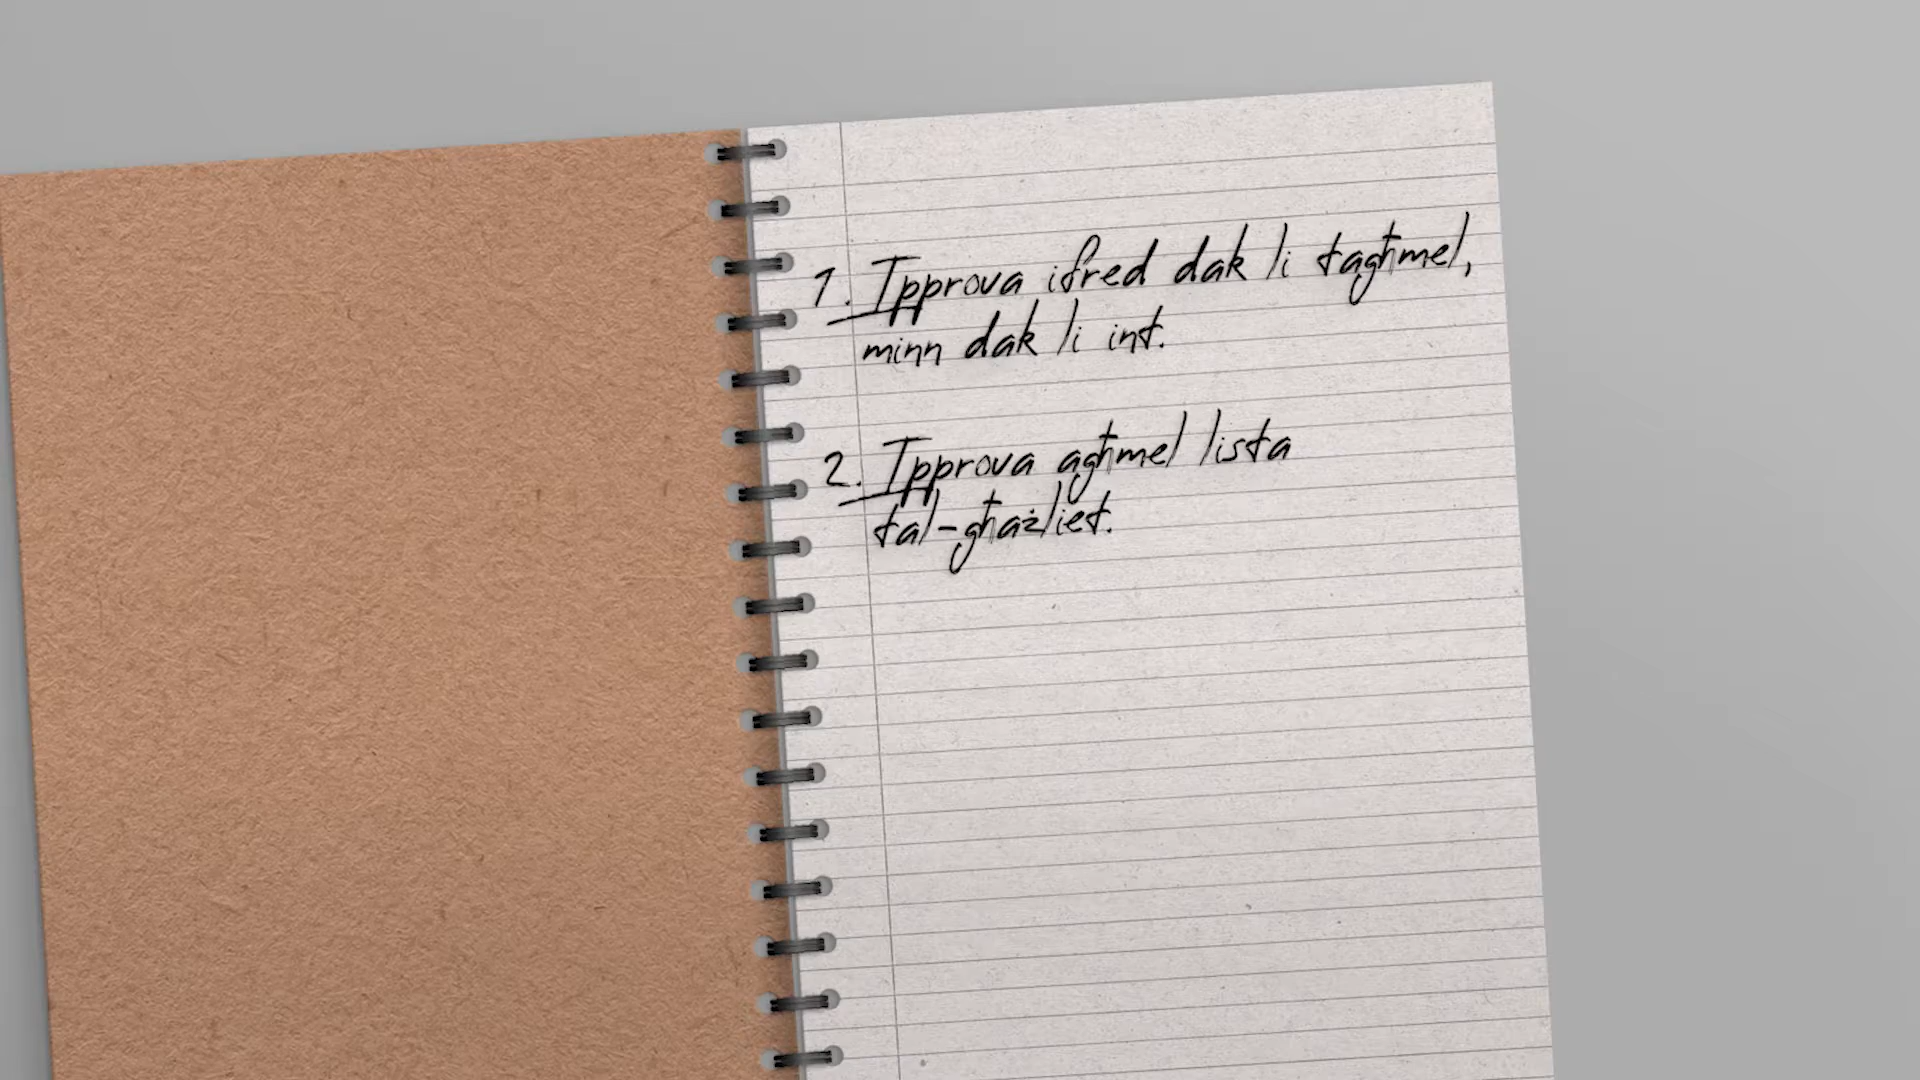 1. Ipprova ifred dak li tagħmel,
minn dak li int.
2. Ipprova agħmel lista
tal-għażliet.